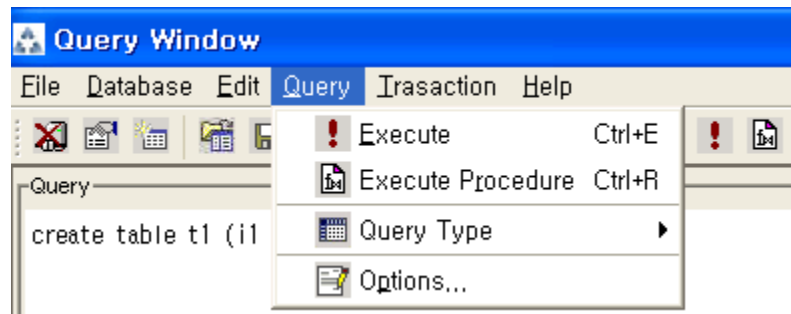 Query Window
File Database Edit Query Trasaction Help
Execute Ctrl+E
Execute Procedure Ctrl+R
Query
Query Type
create table t1 (i1
Options...